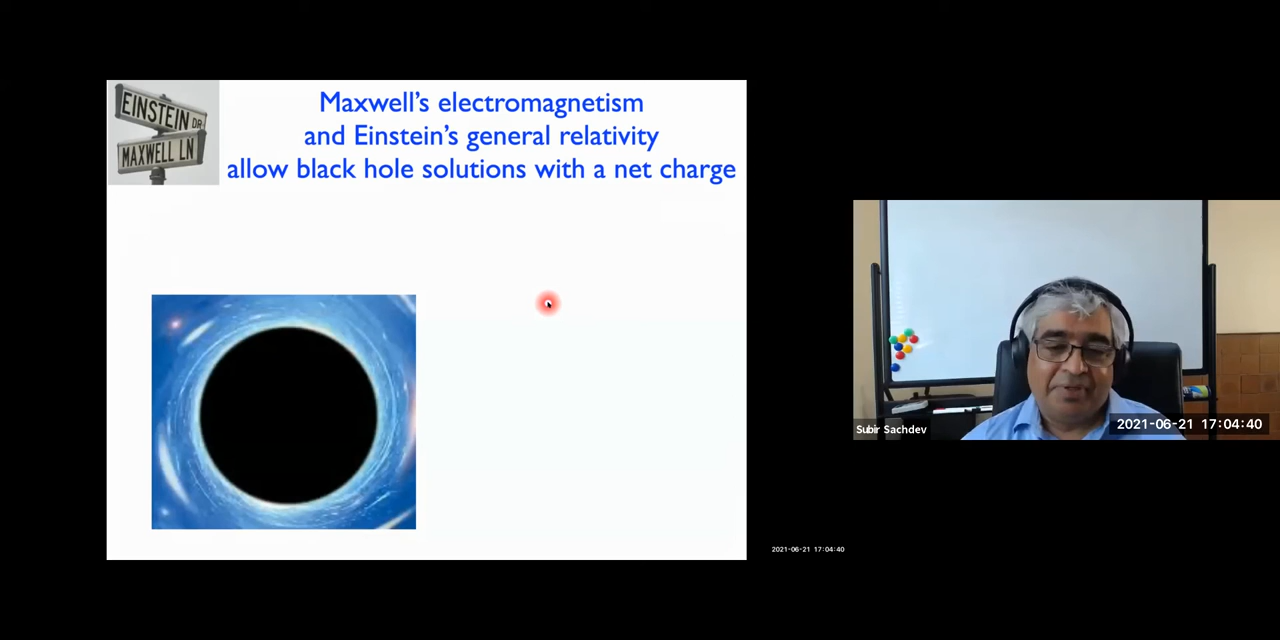 EINSTEIN DR
MAXWELL LN
Maxwell's electromagnetism
and Einstein's general relativity
allow black hole solutions with a net charge
Subir Sachdev
2021-06-21 17:04:40
2021-06-21 17:04:40